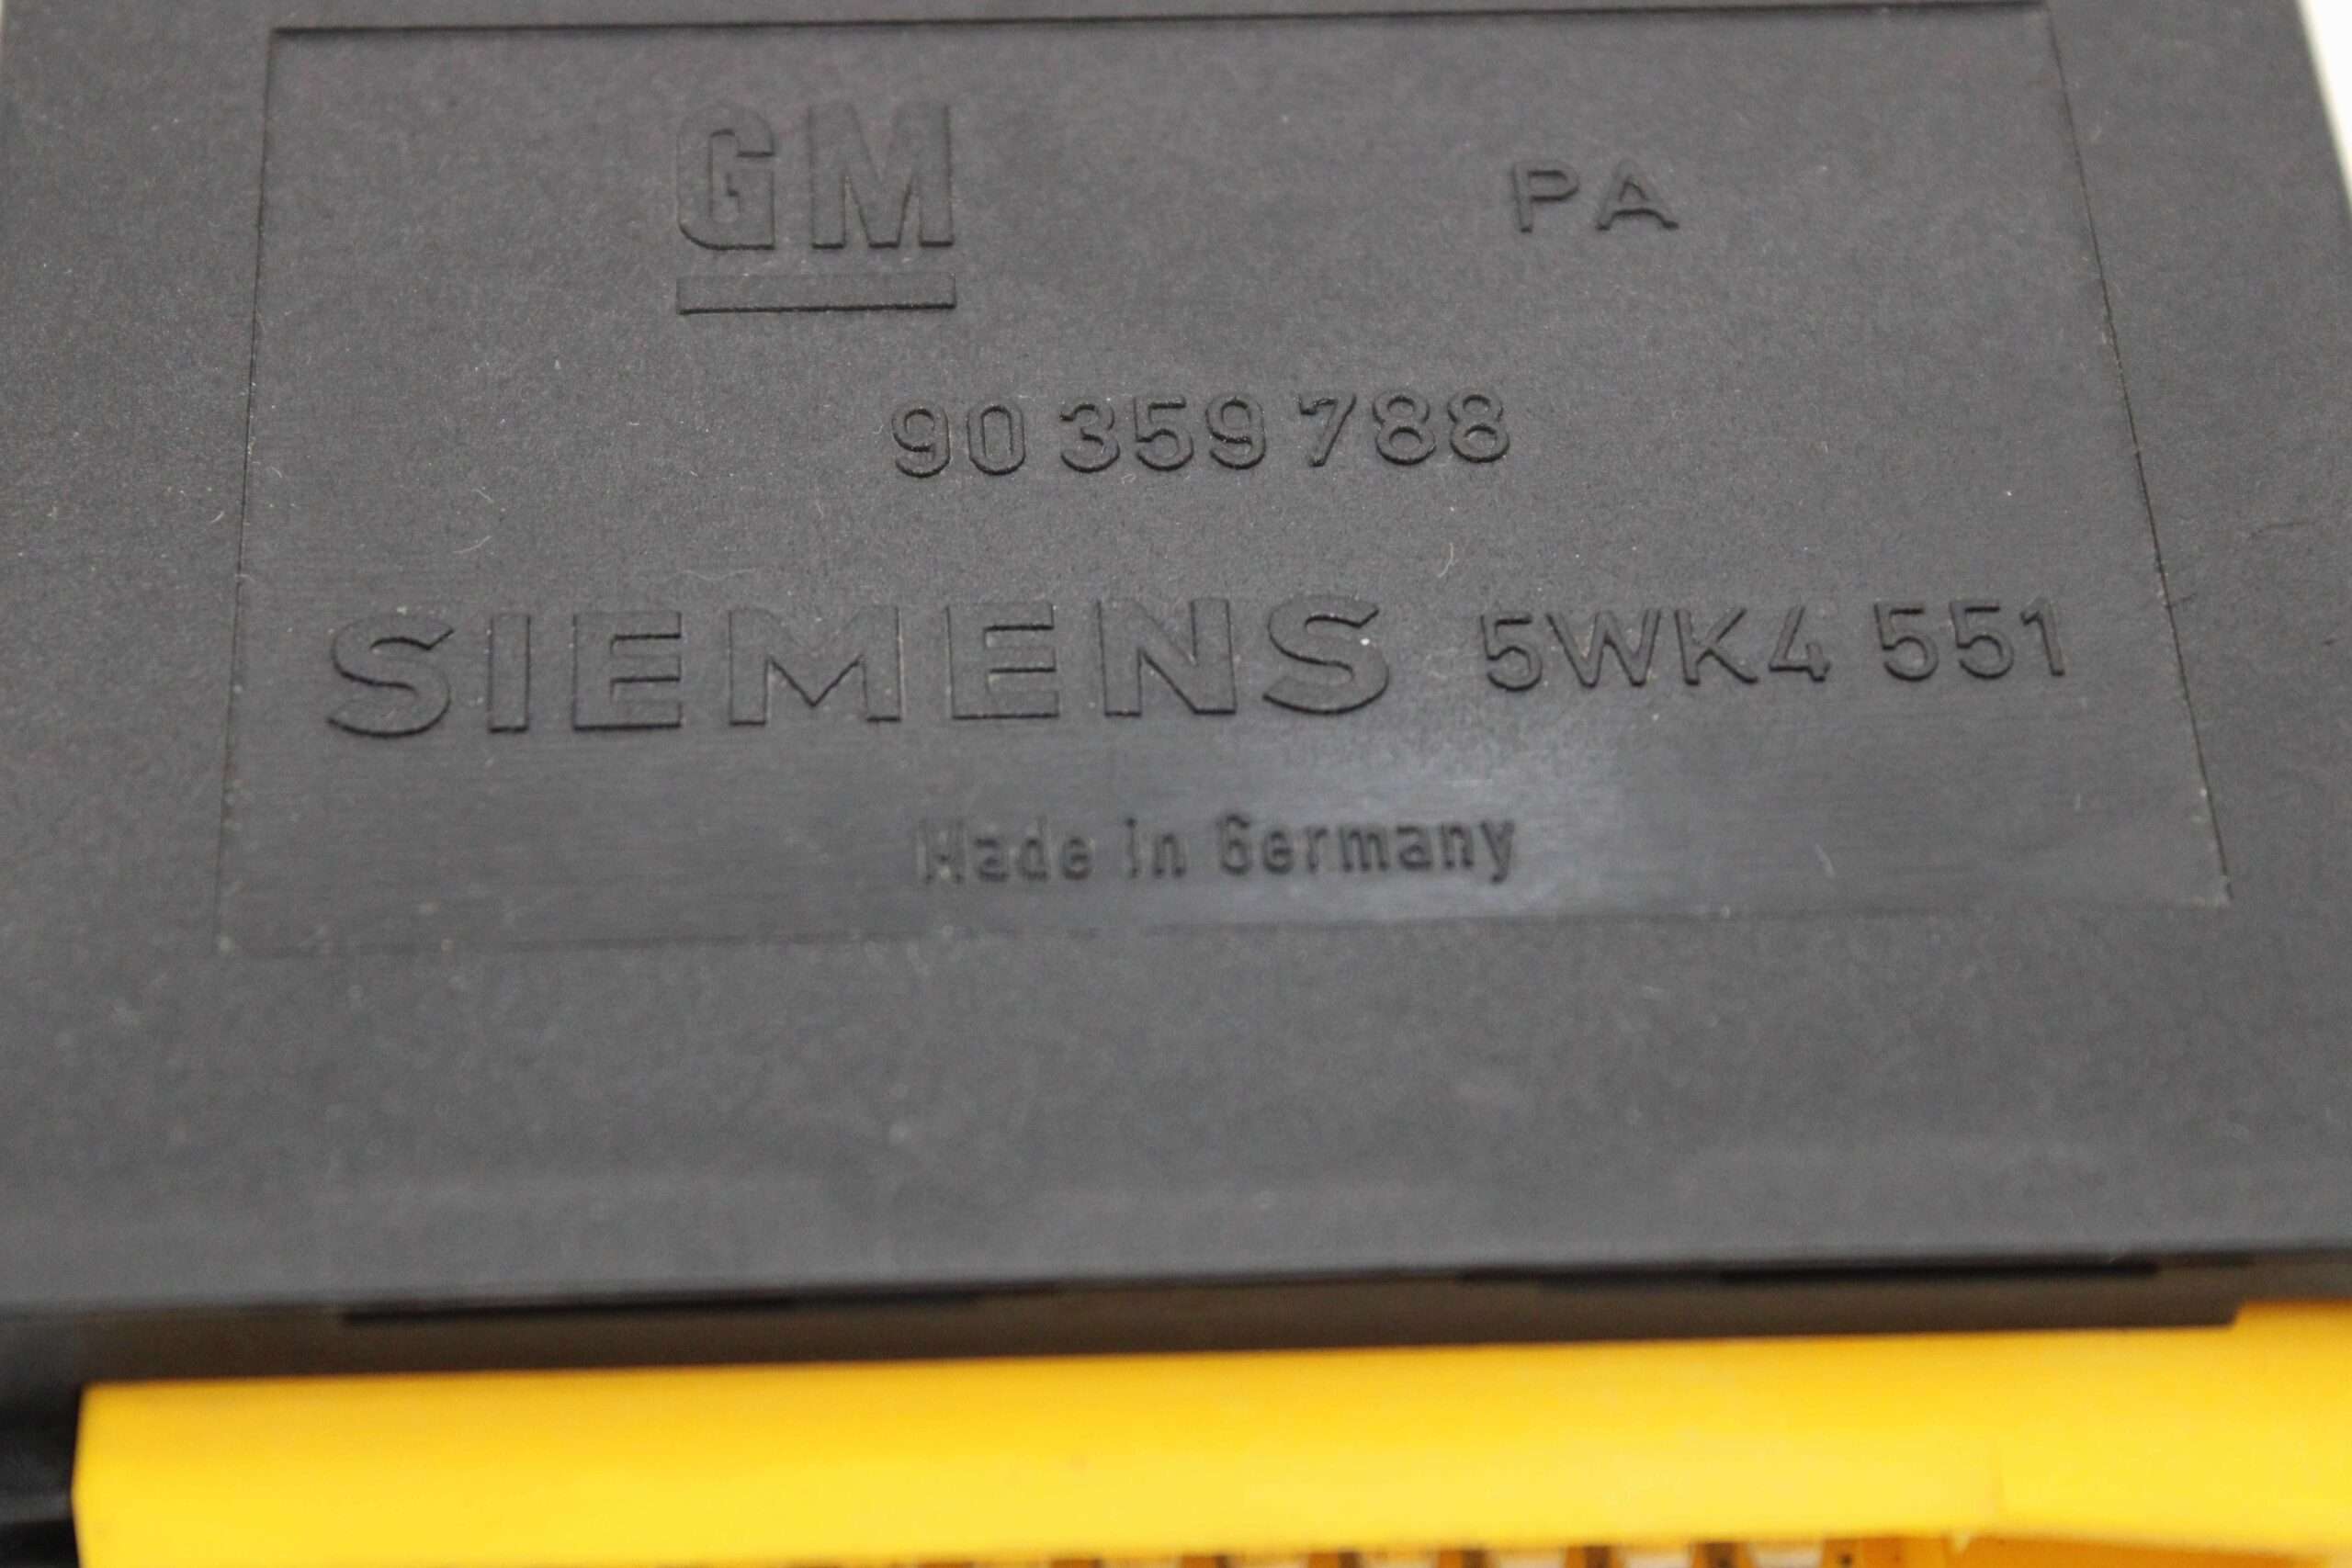 GM PA
90 359 788
SIEMENS 5WK4 551
Made in Germany